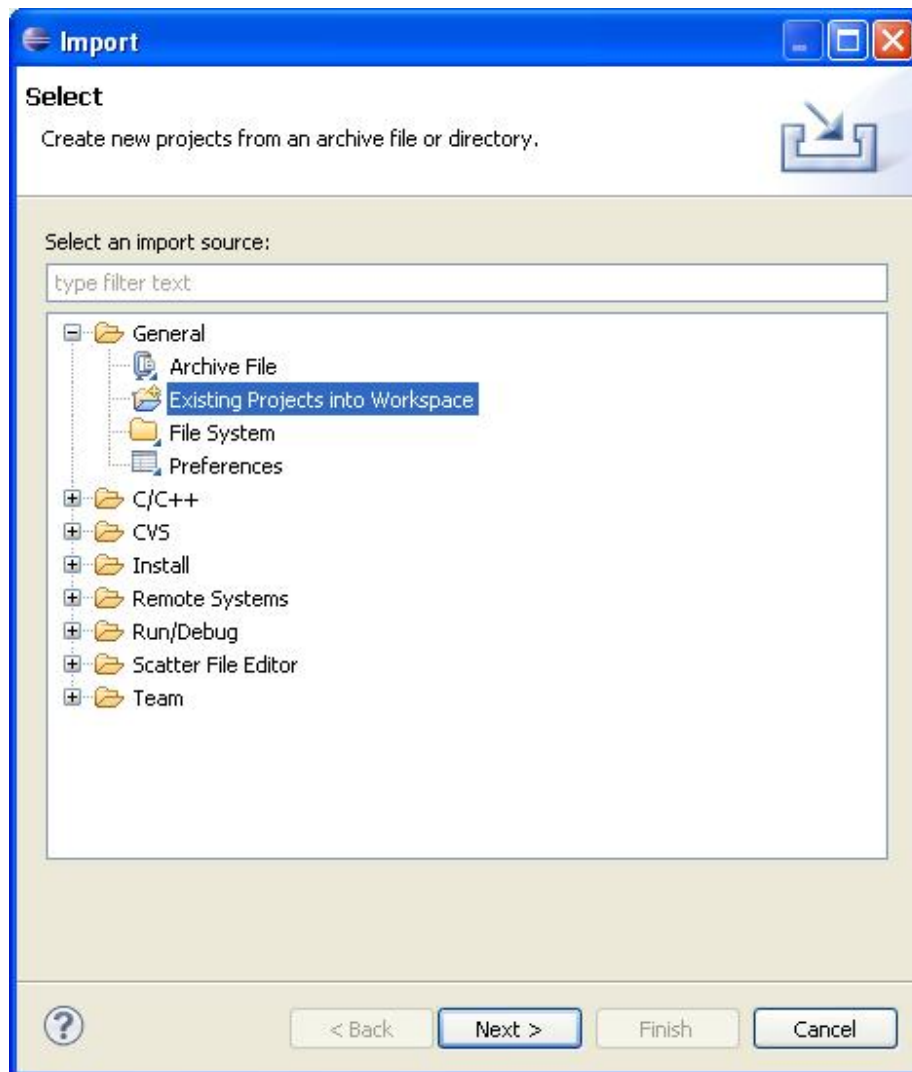 Import
Select
Create new projects from an archive file or directory.
Select an import source:
type filter text
General
Archive File
Existing Projects into Workspace
File System
Preferences
C/C++
CVS
Install
Remote Systems
Run/Debug
Scatter File Editor
Team
? < Back Next > Finish Cancel